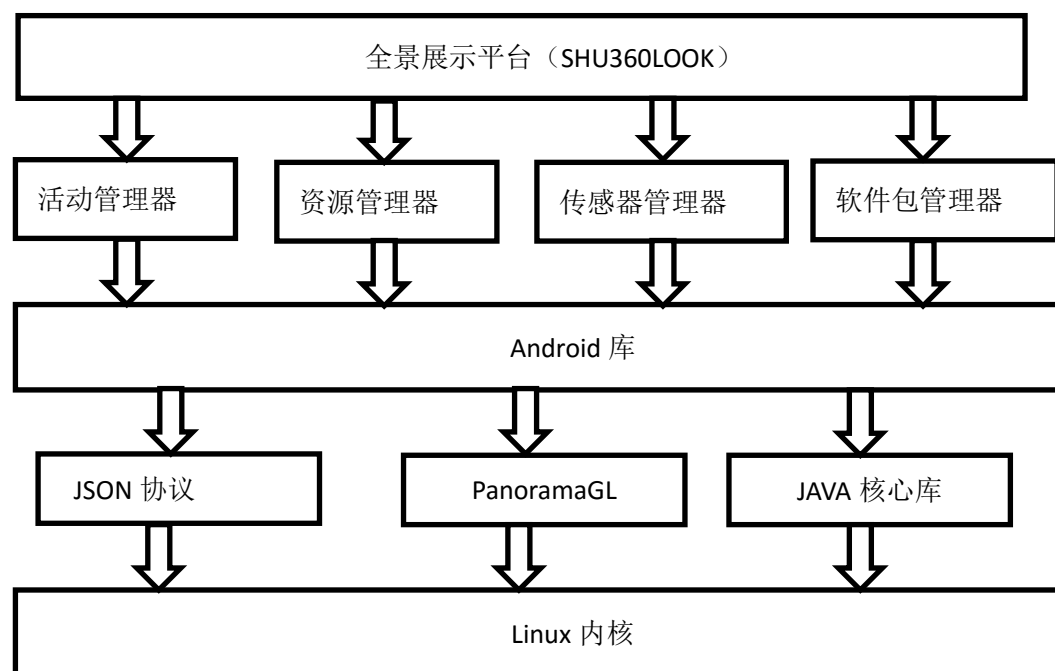 全景展示平台（SHU360LOOK）
活动管理器
资源管理器
传感器管理器
软件包管理器
Android 库
JSON 协议
PanoramaGL
JAVA 核心库
Linux 内核